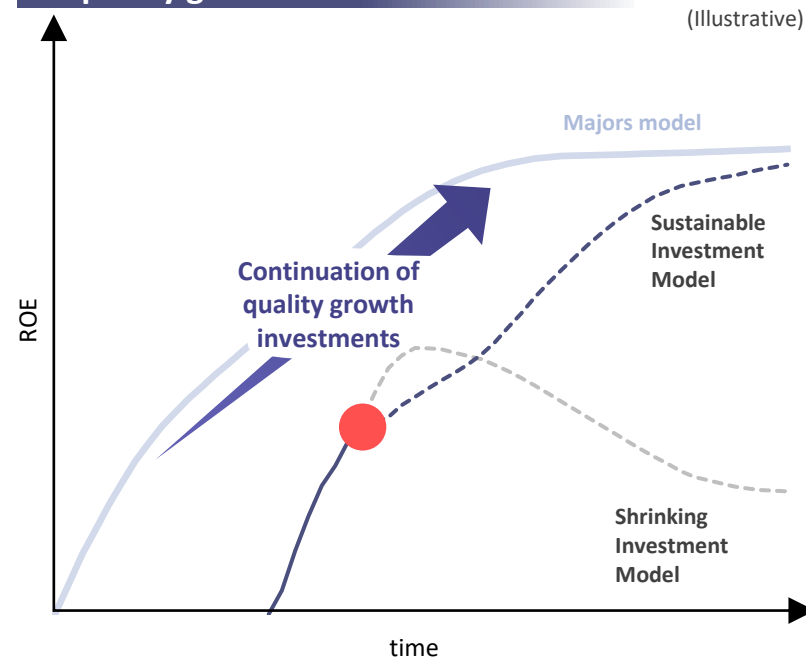 (Illustrative)
Majors model
Sustainable
Investment
Model
Continuation of
quality growth
investments
ROE
Shrinking
Investment
Model
time